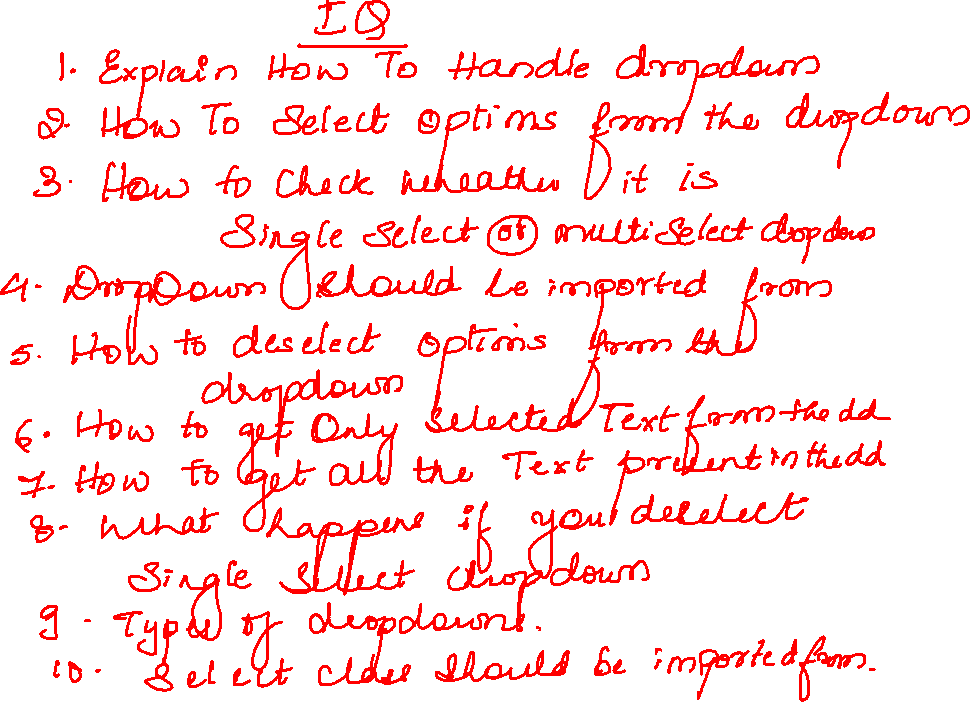 IQ
1. Explain How To Handle dropdown
2. How To Select options from the dropdown
3. How to Check wheather it is
Single Select or multiSelect dropdown
4. DropDown Should be imported from
5. How to deselect options from the
dropdown
6. How to get Only Selected Text from the dd
7. How to get all the Text present in the dd
8. What happens if you deselect
Single Select dropdown
9. Types of dropdowns.
10. Select class should be imported from.